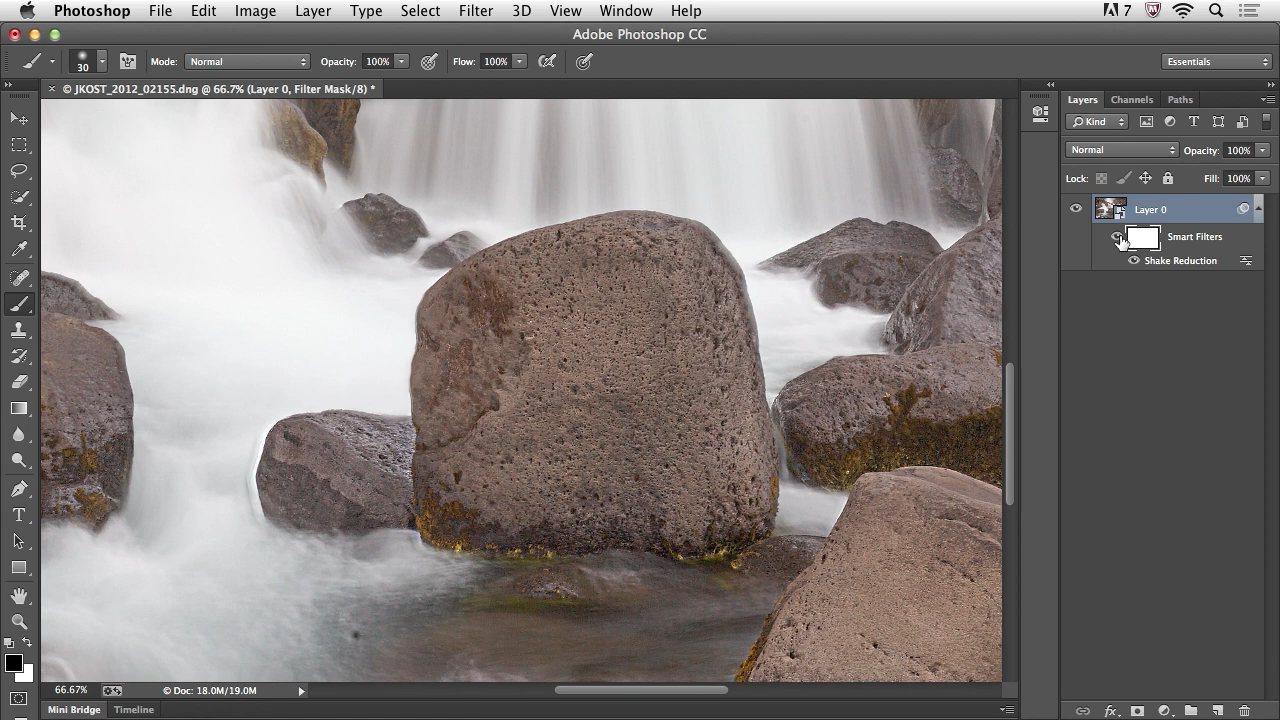 Photoshop File Edit Image Layer Type Select Filter 3D View Window Help 7
Adobe Photoshop CC
30 Mode: Normal Opacity: 100% Flow: 100% Essentials
× © JKOST_2012_02155.dng @ 66.7% (Layer 0, Filter Mask/8) *
Layers Channels Paths
Kind
Normal Opacity: 100%
Lock: Fill: 100%
Layer 0
Smart Filters
Shake Reduction
66.67% © Doc: 18.0M/19.0M
Mini Bridge Timeline